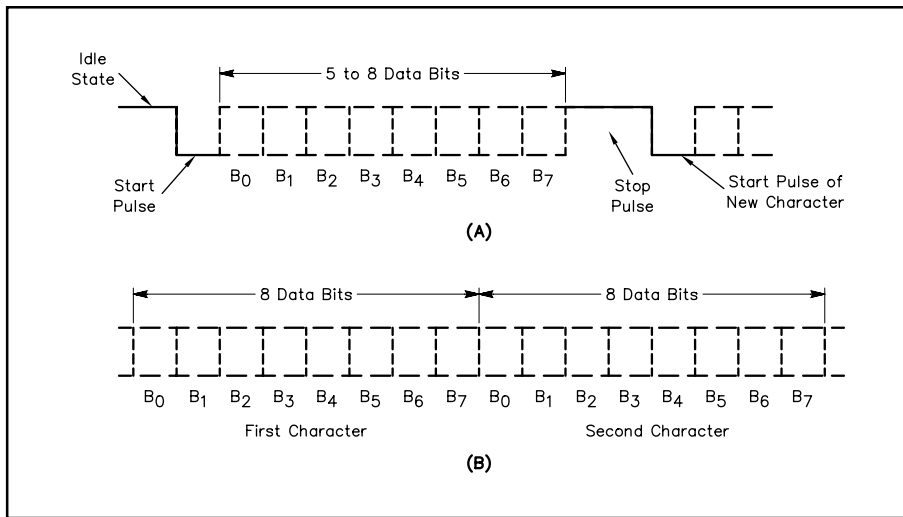 Idle
State
5 to 8 Data Bits
B0 B1 B2 B3 B4 B5 B6 B7
Start
Pulse
Stop
Pulse
Start Pulse of
New Character
(A)
8 Data Bits 8 Data Bits
B0 B1 B2 B3 B4 B5 B6 B7 B0 B1 B2 B3 B4 B5 B6 B7
First Character Second Character
(B)